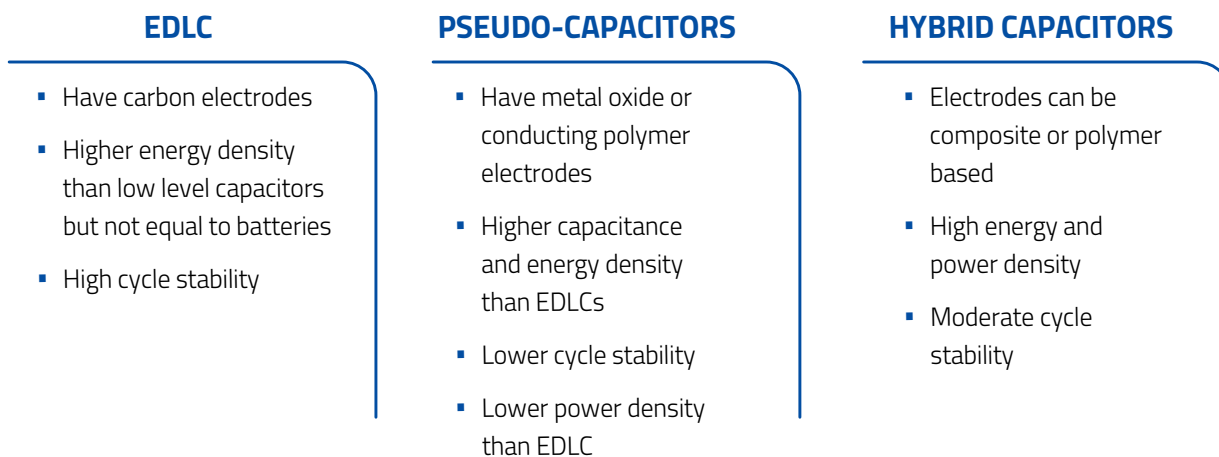 EDLC
▪ Have carbon electrodes
▪ Higher energy density
than low level capacitors
but not equal to batteries
▪ High cycle stability
PSEUDO-CAPACITORS
▪ Have metal oxide or
conducting polymer
electrodes
▪ Higher capacitance
and energy density
than EDLCs
▪ Lower cycle stability
▪ Lower power density
than EDLC
HYBRID CAPACITORS
▪ Electrodes can be
composite or polymer
based
▪ High energy and
power density
▪ Moderate cycle
stability